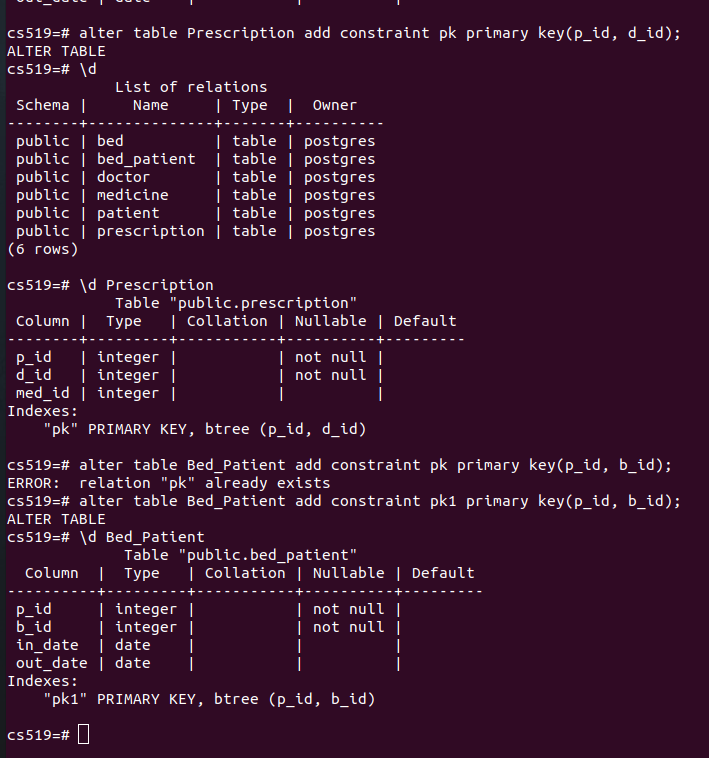 cs519=# alter table Prescription add constraint pk primary key(p_id, d_id);
ALTER TABLE
cs519=# \d
            List of relations
 Schema |     Name     | Type  |  Owner
--------+--------------+-------+----------
 public | bed          | table | postgres
 public | bed_patient  | table | postgres
 public | doctor       | table | postgres
 public | medicine     | table | postgres
 public | patient      | table | postgres
 public | prescription | table | postgres
(6 rows)
cs519=# \d Prescription
            Table "public.prescription"
 Column |  Type   | Collation | Nullable | Default
--------+---------+-----------+----------+---------
 p_id   | integer |           | not null |
 d_id   | integer |           | not null |
 med_id | integer |           |          |
Indexes:
    "pk" PRIMARY KEY, btree (p_id, d_id)
cs519=# alter table Bed_Patient add constraint pk primary key(p_id, b_id);
ERROR:  relation "pk" already exists
cs519=# alter table Bed_Patient add constraint pk1 primary key(p_id, b_id);
ALTER TABLE
cs519=# \d Bed_Patient
             Table "public.bed_patient"
  Column  |  Type   | Collation | Nullable | Default
----------+---------+-----------+----------+---------
 p_id     | integer |           | not null |
 b_id     | integer |           | not null |
 in_date  | date    |           |          |
 out_date | date    |           |          |
Indexes:
    "pk1" PRIMARY KEY, btree (p_id, b_id)
cs519=#